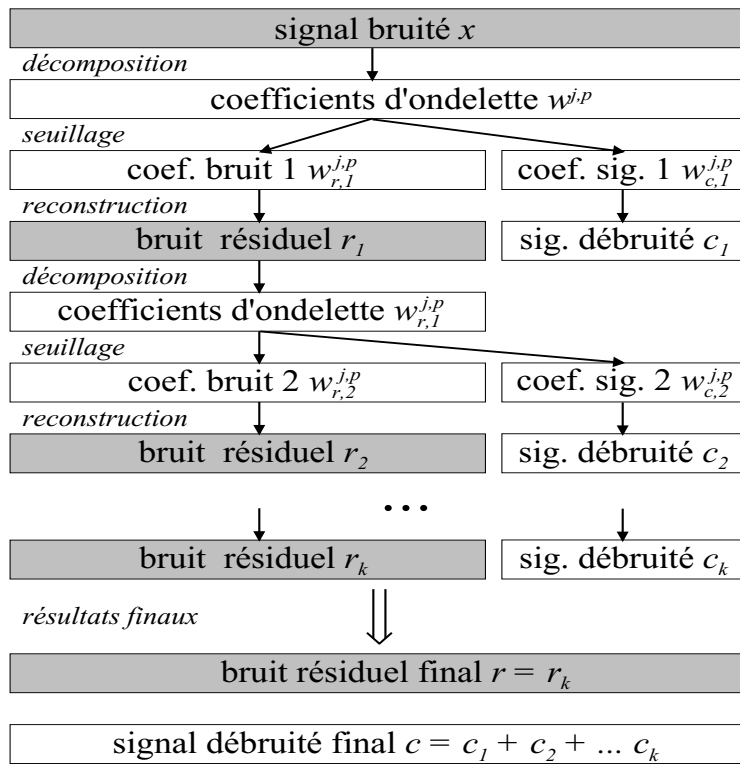 signal bruité x
décomposition
coefficients d'ondelette w^{j,p}
seuillage
coef. bruit 1 w_{r,1}^{j,p} coef. sig. 1 w_{c,1}^{j,p}
reconstruction
bruit résiduel r_1 sig. débruité c_1
décomposition
coefficients d'ondelette w_{r,1}^{j,p}
seuillage
coef. bruit 2 w_{r,2}^{j,p} coef. sig. 2 w_{c,2}^{j,p}
reconstruction
bruit résiduel r_2 sig. débruité c_2
...
bruit résiduel r_k sig. débruité c_k
résultats finaux
bruit résiduel final r = r_k
signal débruité final c = c_1 + c_2 + ... c_k